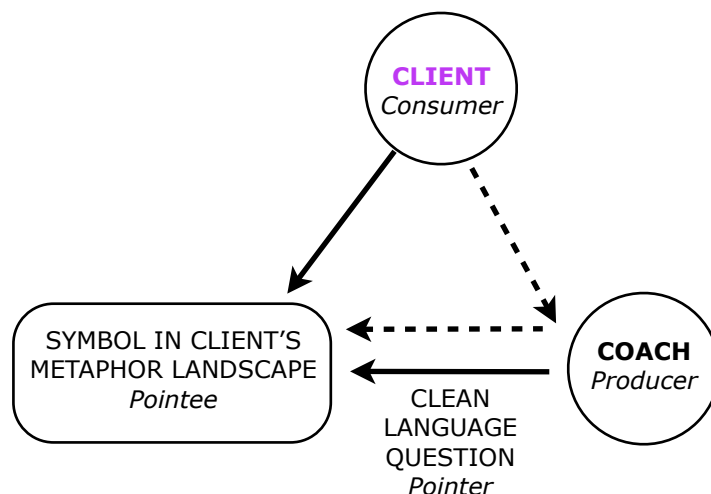 CLIENT
Consumer
SYMBOL IN CLIENT’S
METAPHOR LANDSCAPE
Pointee
COACH
Producer
CLEAN
LANGUAGE
QUESTION
Pointer